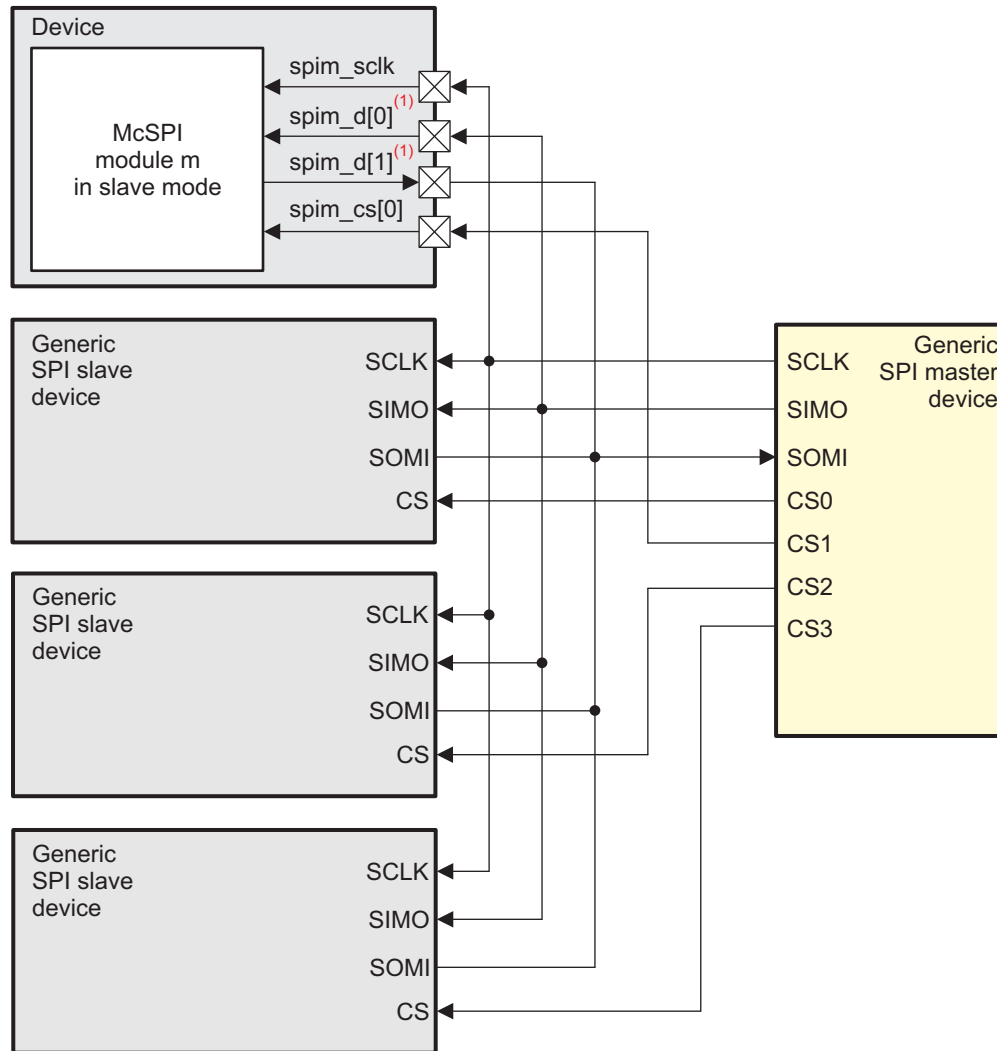 Device
McSPI
module m
in slave mode
spim_sclk
spim_d[0](1)
spim_d[1](1)
spim_cs[0]
Generic
SPI slave
device
SCLK
SIMO
SOMI
CS
Generic
SPI master
device
SCLK
SIMO
SOMI
CS0
CS1
CS2
CS3
Generic
SPI slave
device
SCLK
SIMO
SOMI
CS
Generic
SPI slave
device
SCLK
SIMO
SOMI
CS